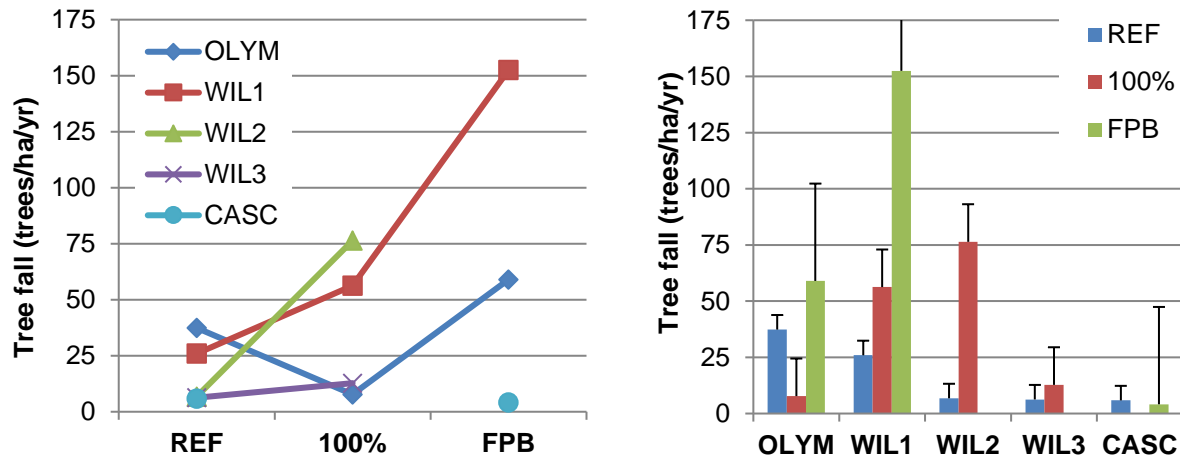 Tree fall (trees/ha/yr)
175
150
125
100
75
50
25
0
OLYM
WIL1
WIL2
WIL3
CASC
REF 100% FPB
Tree fall (trees/ha/yr)
175
150
125
100
75
50
25
0
REF
100%
FPB
OLYM WIL1 WIL2 WIL3 CASC